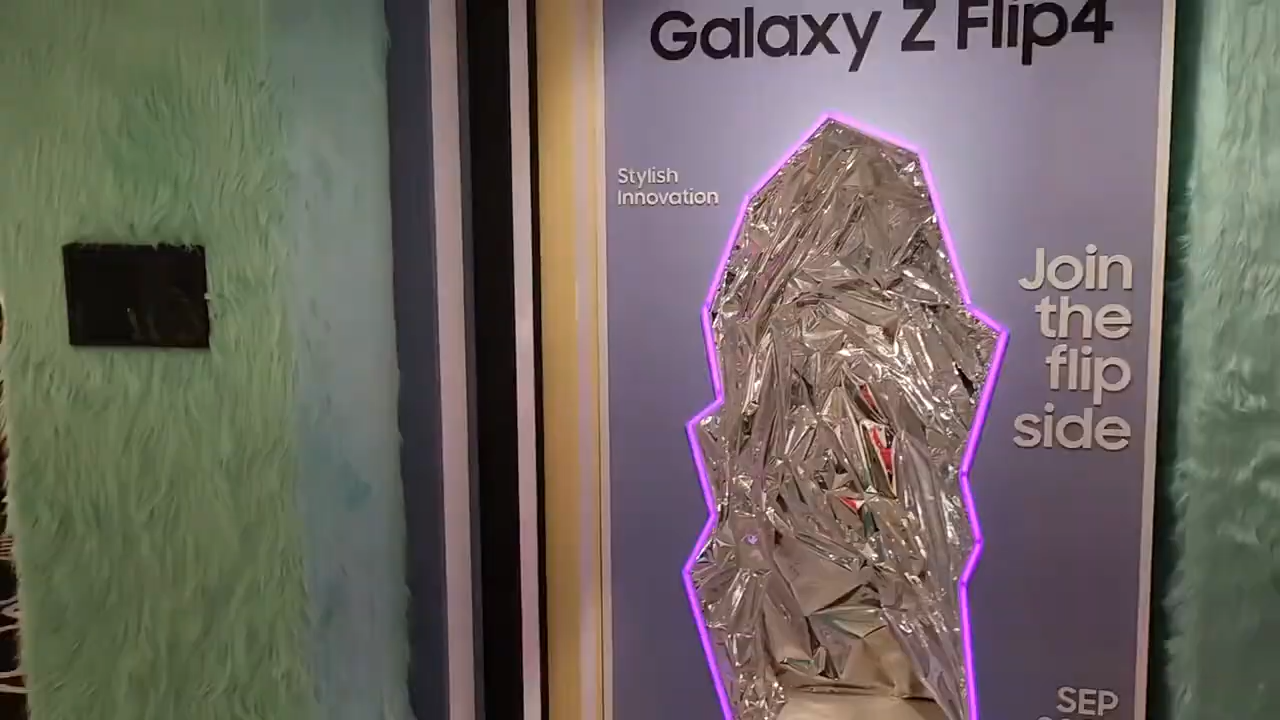 Galaxy Z Flip4
Stylish
Innovation
Join
the
flip
side
SEP